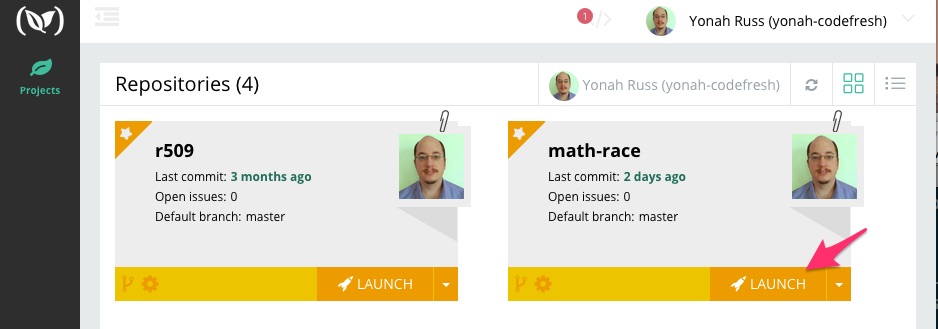 1
Yonah Russ (yonah-codefresh)
Projects
Repositories (4)
Yonah Russ (yonah-codefresh)
r509
Last commit: 3 months ago
Open issues: 0
Default branch: master
LAUNCH
math-race
Last commit: 2 days ago
Open issues: 0
Default branch: master
LAUNCH